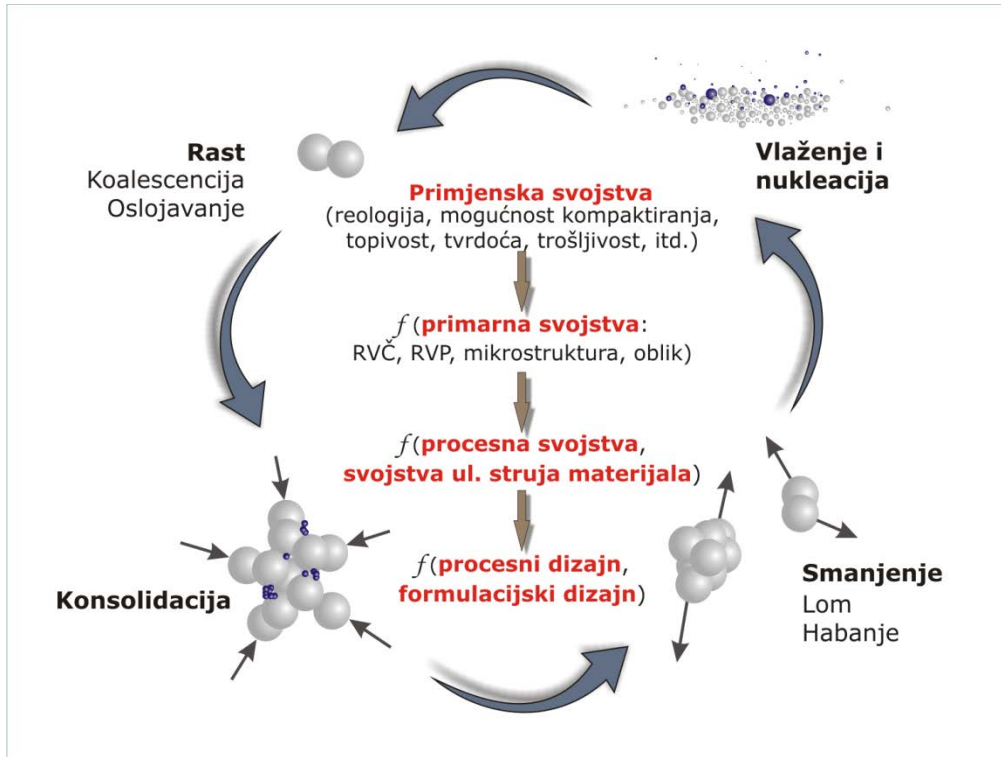 Rast
Koalescencija
Oslojavanje
Vlaženje i
nukleacija
Primjenska svojstva
(reologija, mogućnost kompaktiranja,
topivost, tvrdoća, trošljivost, itd.)
f(primarna svojstva:
RVČ, RVP, mikrostruktura, oblik)
f(procesna svojstva,
svojstva ul. struja materijala)
f(procesni dizajn,
formulacijski dizajn)
Konsolidacija
Smanjenje
Lom
Habanje